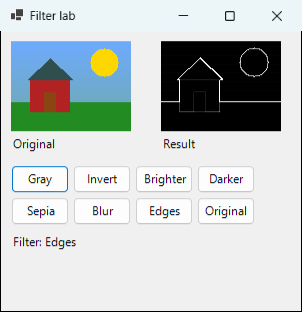 Filter lab
Original Result
Gray Invert Brighter Darker
Sepia Blur Edges Original
Filter: Edges